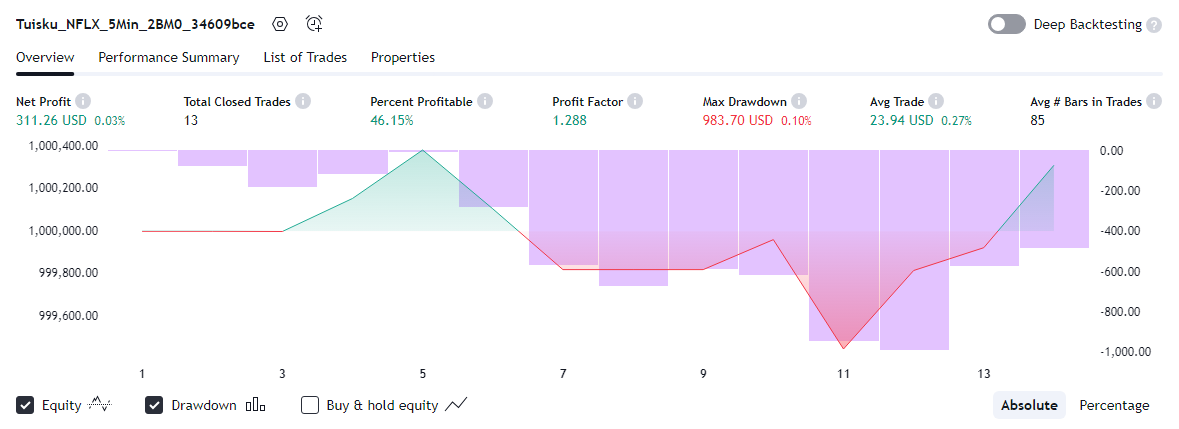 Tuisku_NFLX_5Min_2BM0_34609bce
Deep Backtesting ?
Overview Performance Summary List of Trades Properties
Net Profit Total Closed Trades Percent Profitable Profit Factor Max Drawdown Avg Trade Avg # Bars in Trades
311.26 USD 0.03% 13 46.15% 1.288 983.70 USD 0.10% 23.94 USD 0.27% 85
1,000,400.00 0.00
1,000,200.00 -200.00
1,000,000.00 -400.00
999,800.00 -600.00
999,600.00 -800.00
-1,000.00
1 3 5 7 9 11 13
Equity Drawdown Buy & hold equity Absolute Percentage